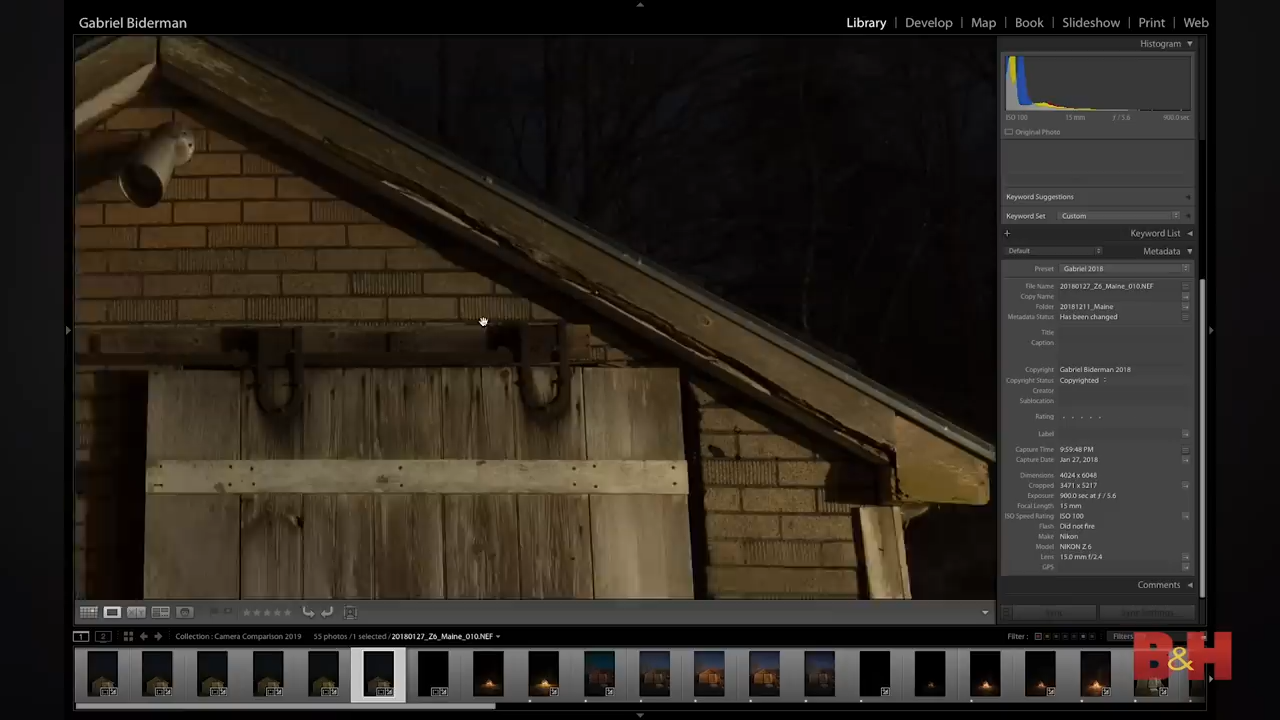 Gabriel Biderman
Library | Develop | Map | Book | Slideshow | Print | Web
Histogram
ISO 100 15 mm ƒ / 5.6 900.0 sec
Original Photo
Keyword Suggestions
Keyword Set Custom
+ Keyword List
Default Metadata
Preset Gabriel 2018
File Name 20180127_Z6_Maine_010.NEF
Copy Name
Folder 20181211_Maine
Metadata Status Has been changed
Title
Caption
Copyright Gabriel Biderman 2018
Copyright Status Copyrighted
Creator
Sublocation
Rating . . . . .
Label
Capture Time 9:59:48 PM
Capture Date Jan 27, 2018
Dimensions 4024 x 6048
Cropped 3471 x 5217
Exposure 900.0 sec at ƒ / 5.6
Focal Length 15 mm
ISO Speed Rating ISO 100
Flash Did not fire
Make Nikon
Model NIKON Z 6
Lens 15.0 mm f/2.4
GPS
Comments
Sync Sync Settings
1 2 Collection : Camera Comparison 2019 55 photos / 1 selected / 20180127_Z6_Maine_010.NEF Filter : Filters
B&H